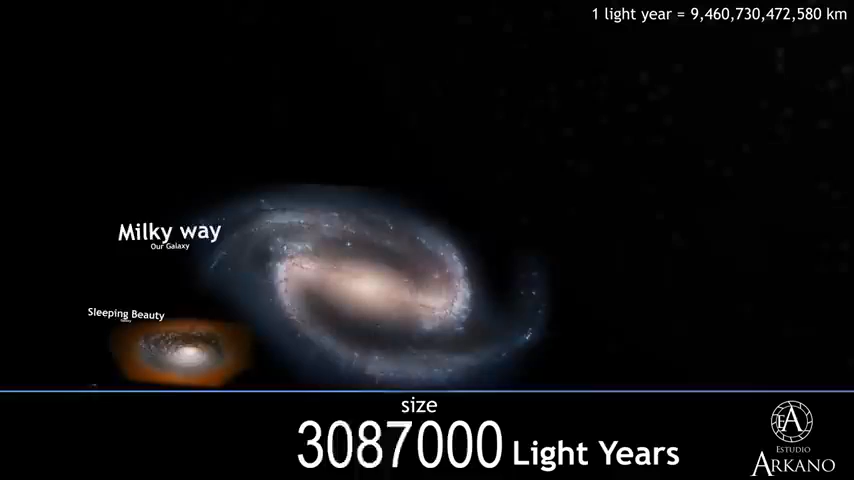 1 light year = 9,460,730,472,580 km
Milky way
Our Galaxy
Sleeping Beauty
size
3087000 Light Years
EA
ESTUDIO
ARKANO